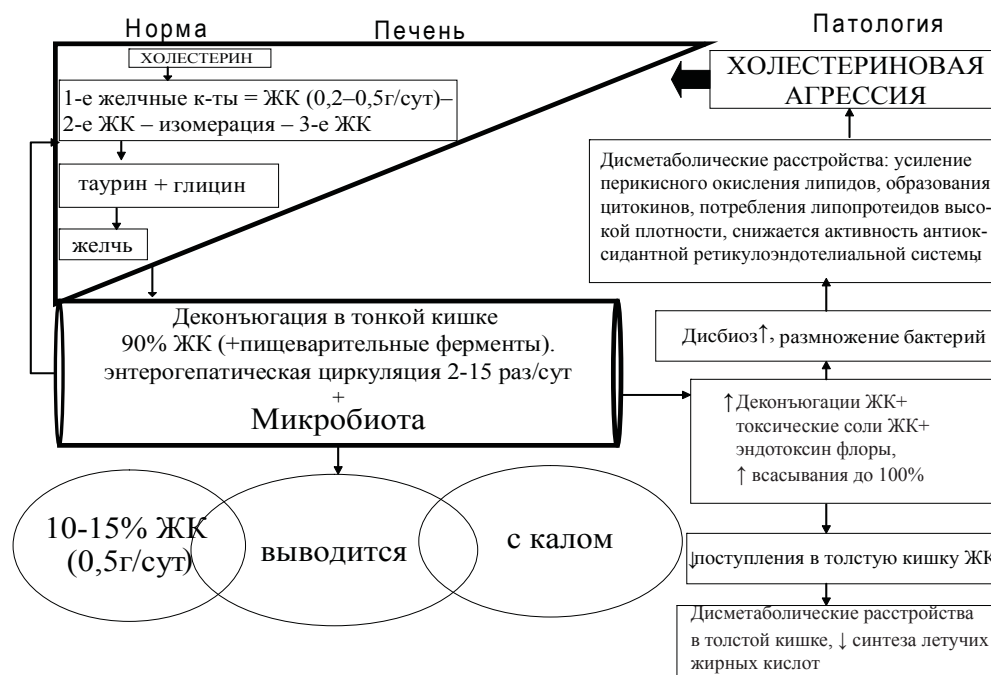 Норма
Печень
Патология
ХОЛЕСТЕРИН
1-е желчные к-ты = ЖК (0,2–0,5г/сут)–
2-е ЖК – изомерация – 3-е ЖК
таурин + глицин
желчь
Деконъюгация в тонкой кишке
90% ЖК (+пищеварительные ферменты).
энтерогепатическая циркуляция 2-15 раз/сут
+
Микробиота
10-15% ЖК
(0,5г/сут)
выводится
с калом
ХОЛЕСТЕРИНОВАЯ
АГРЕССИЯ
Дисметаболические расстройства: усиление
перикисного окисления липидов, образования
цитокинов, потребления липопротеидов высо-
кой плотности, снижается активность антиок-
сидантной ретикулоэндотелиальной системы
Дисбиоз↑, размножение бактерий
↑Деконъюгации ЖК+
токсические соли ЖК+
эндотоксин флоры,
↑ всасывания до 100%
↓поступления в толстую кишку ЖК
Дисметаболические расстройства
в толстой кишке, ↓ синтеза летучих
жирных кислот